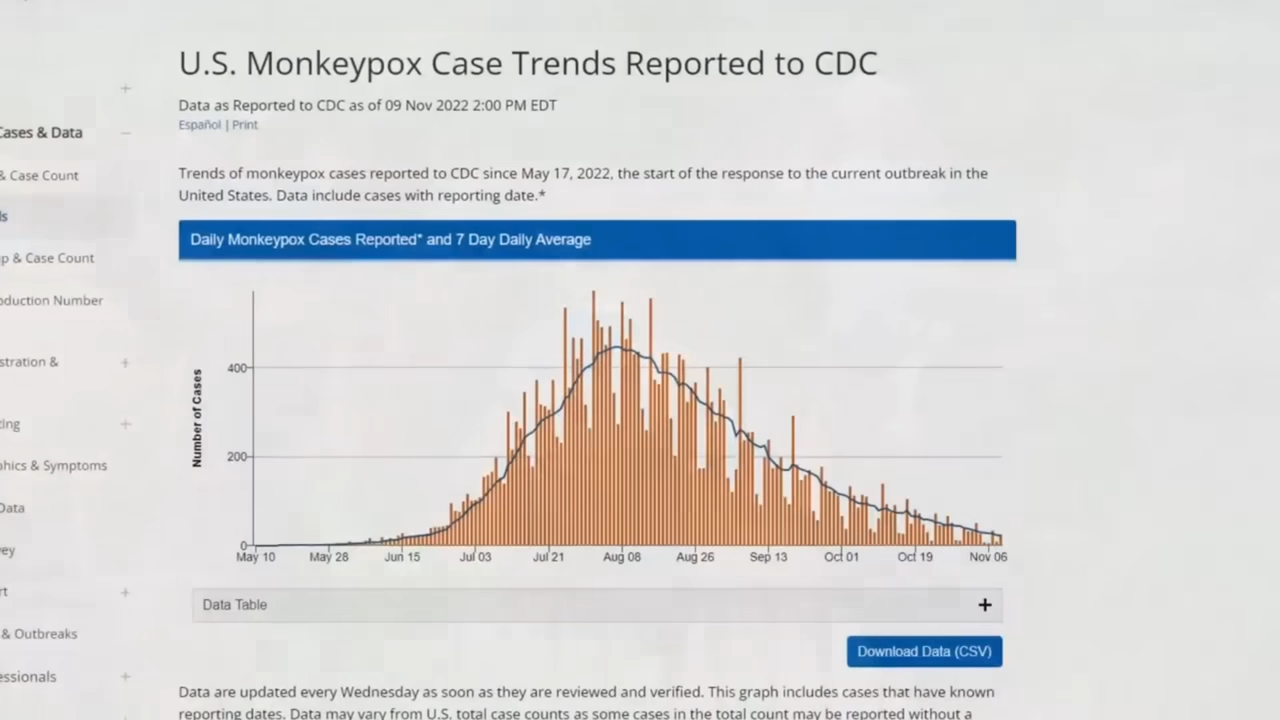 U.S. Monkeypox Case Trends Reported to CDC
Data as Reported to CDC as of 09 Nov 2022 2:00 PM EDT
Español | Print
Cases & Data
& Case Count
& Case Count
Number
& Symptoms
Data
& Outbreaks
Trends of monkeypox cases reported to CDC since May 17, 2022, the start of the response to the current outbreak in the
United States. Data include cases with reporting date.*
Daily Monkeypox Cases Reported* and 7 Day Daily Average
Number of Cases
400
200
0
May 10 May 28 Jun 15 Jul 03 Jul 21 Aug 08 Aug 26 Sep 13 Oct 01 Oct 19 Nov 06
Data Table +
Download Data (CSV)
Data are updated every Wednesday as soon as they are reviewed and verified. This graph includes cases that have known
reporting dates. Data may vary from U.S. total case counts as some cases in the total count may be reported without a